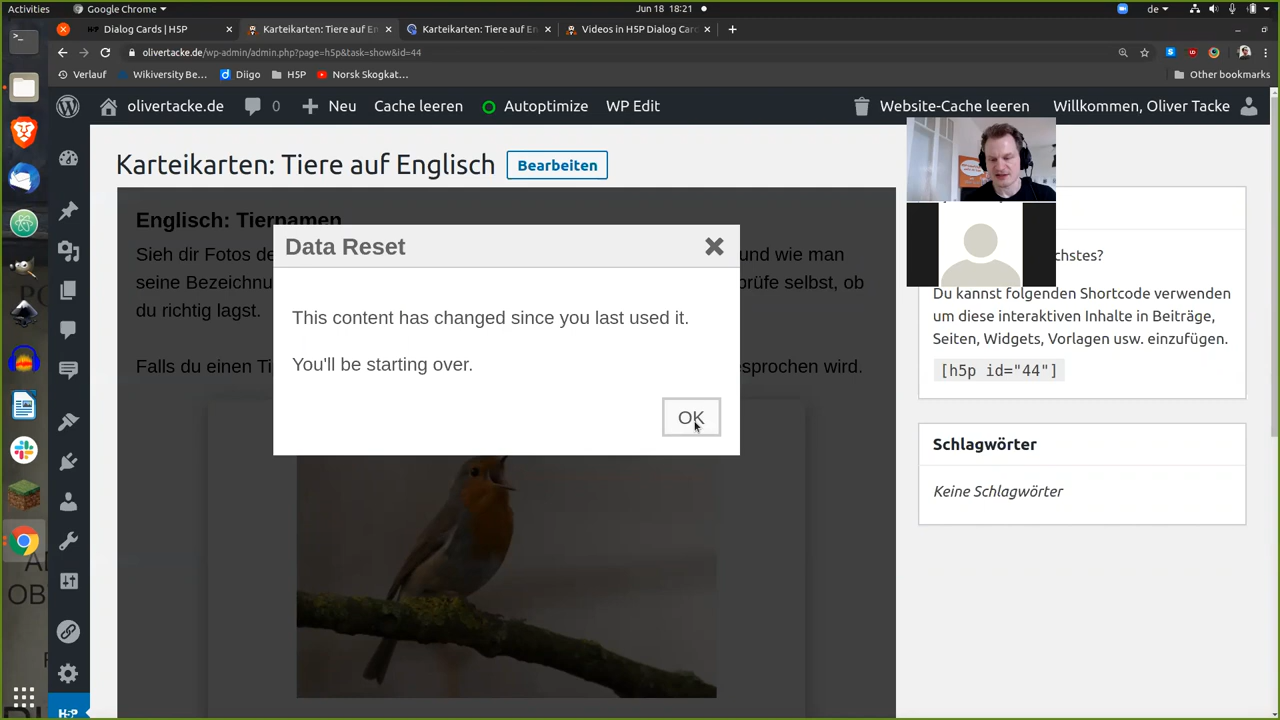 Activities
Google Chrome
Jun 18 18:21
de
Dialog Cards | H5P
Karteikarten: Tiere auf En
Karteikarten: Tiere auf En
Videos in H5P Dialog Car
olivertacke.de/wp-admin/admin.php?page=h5p&task=show&id=44
Verlauf
Wikiversity Be...
Diigo
H5P
Norsk Skogkat...
Other bookmarks
olivertacke.de
0
Neu
Cache leeren
Autoptimize
WP Edit
Website-Cache leeren
Willkommen, Oliver Tacke
Karteikarten: Tiere auf Englisch
Bearbeiten
Englisch: Tiernamen
Sieh dir Fotos de
und wie man
seine Bezeichnu
prüfe selbst, ob
du richtig lagst.
Falls du einen Ti
esprochen wird.
Data Reset
This content has changed since you last used it.
You'll be starting over.
OK
chstes?
Du kannst folgenden Shortcode verwenden
um diese interaktiven Inhalte in Beiträge,
Seiten, Widgets, Vorlagen usw. einzufügen.
[h5p id="44"]
Schlagwörter
Keine Schlagwörter
H5P